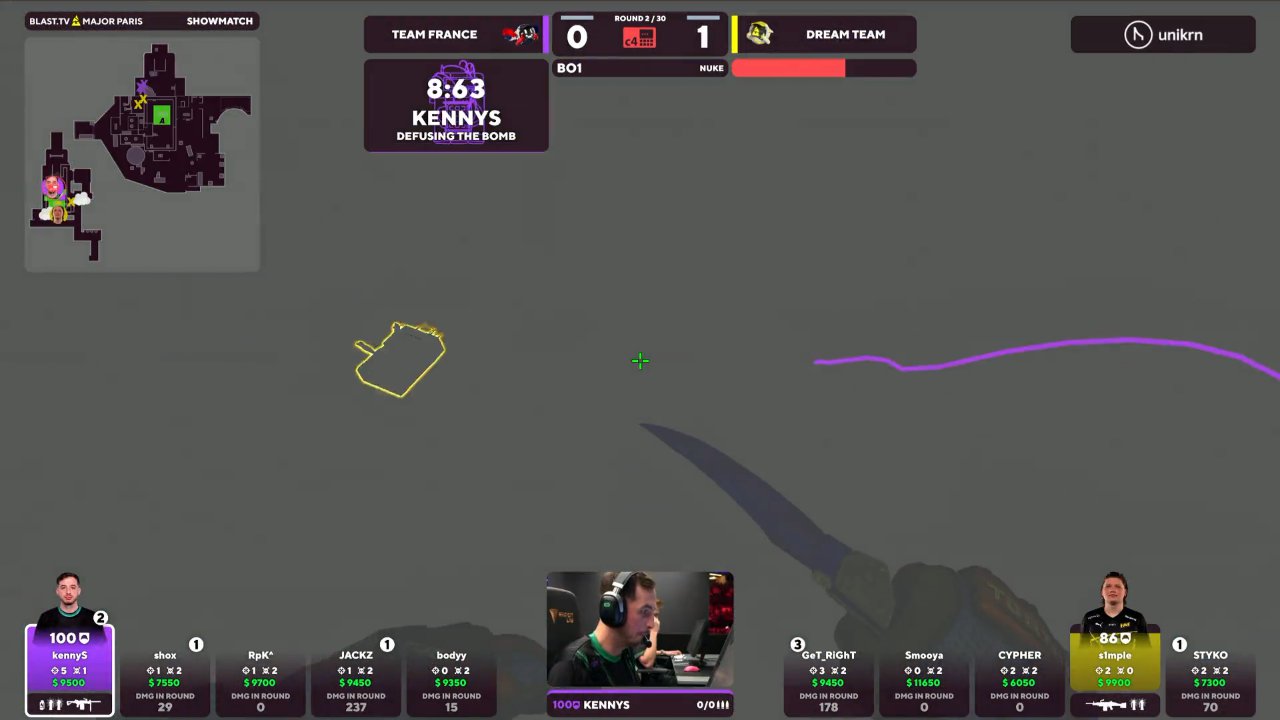 BLAST.TV MAJOR PARIS SHOWMATCH
TEAM FRANCE 0 ROUND 2 / 30 1 DREAM TEAM
C4
BO1 NUKE
unikrn
8:63
KENNYS
DEFUSING THE BOMB
A
2
100
kennyS
5 1
$ 9500
1
shox
1 2
$ 7550
DMG IN ROUND
29
RpK^
1 2
$ 9700
DMG IN ROUND
0
1
JACKZ
1 2
$ 9450
DMG IN ROUND
237
bodyy
0 2
$ 9350
DMG IN ROUND
15
100 KENNYS 0/0
3
GeT_RiGhT
3 2
$ 9450
DMG IN ROUND
178
Smooya
0 2
$ 11650
DMG IN ROUND
0
CYPHER
2 2
$ 6050
DMG IN ROUND
0
86
s1mple
2 0
$ 9900
1
STYKO
2 2
$ 7300
DMG IN ROUND
70